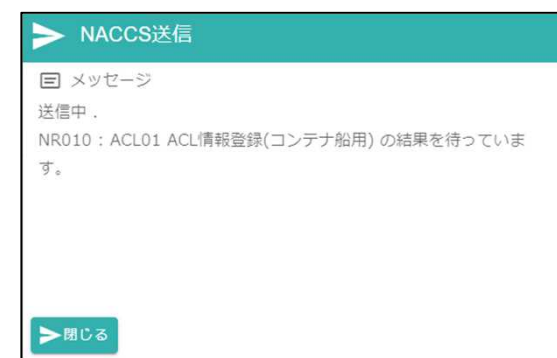 NACCS送信
メッセージ
送信中 .
NR010 : ACL01 ACL情報登録(コンテナ船用) の結果を待っていま
す。
閉じる